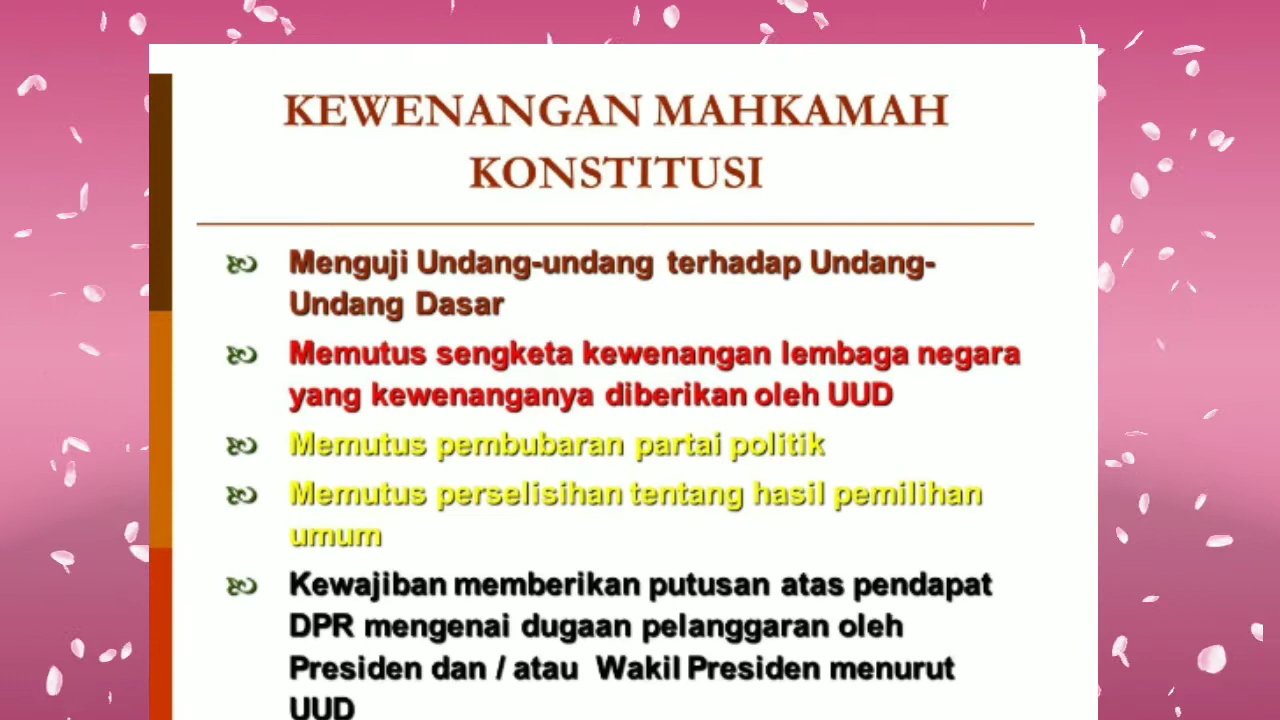 KEWENANGAN MAHKAMAH
KONSTITUSI
Menguji Undang-undang terhadap Undang-
Undang Dasar
Memutus sengketa kewenangan lembaga negara
yang kewenanganya diberikan oleh UUD
Memutus pembubaran partai politik
Memutus perselisihan tentang hasil pemilihan
umum
Kewajiban memberikan putusan atas pendapat
DPR mengenai dugaan pelanggaran oleh
Presiden dan / atau Wakil Presiden menurut
UUD